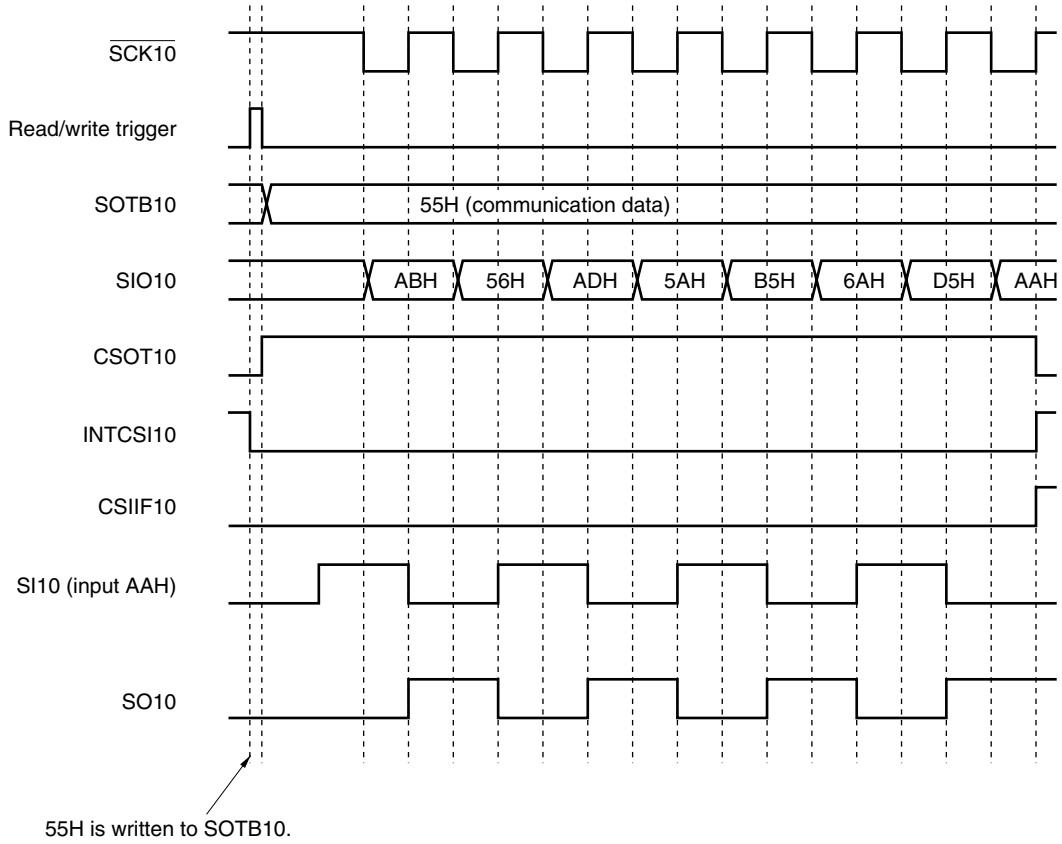 SCK10
Read/write trigger
SOTB10
55H (communication data)
SIO10
ABH
56H
ADH
5AH
B5H
6AH
D5H
AAH
CSOT10
INTCSI10
CSIIF10
SI10 (input AAH)
SO10
55H is written to SOTB10.